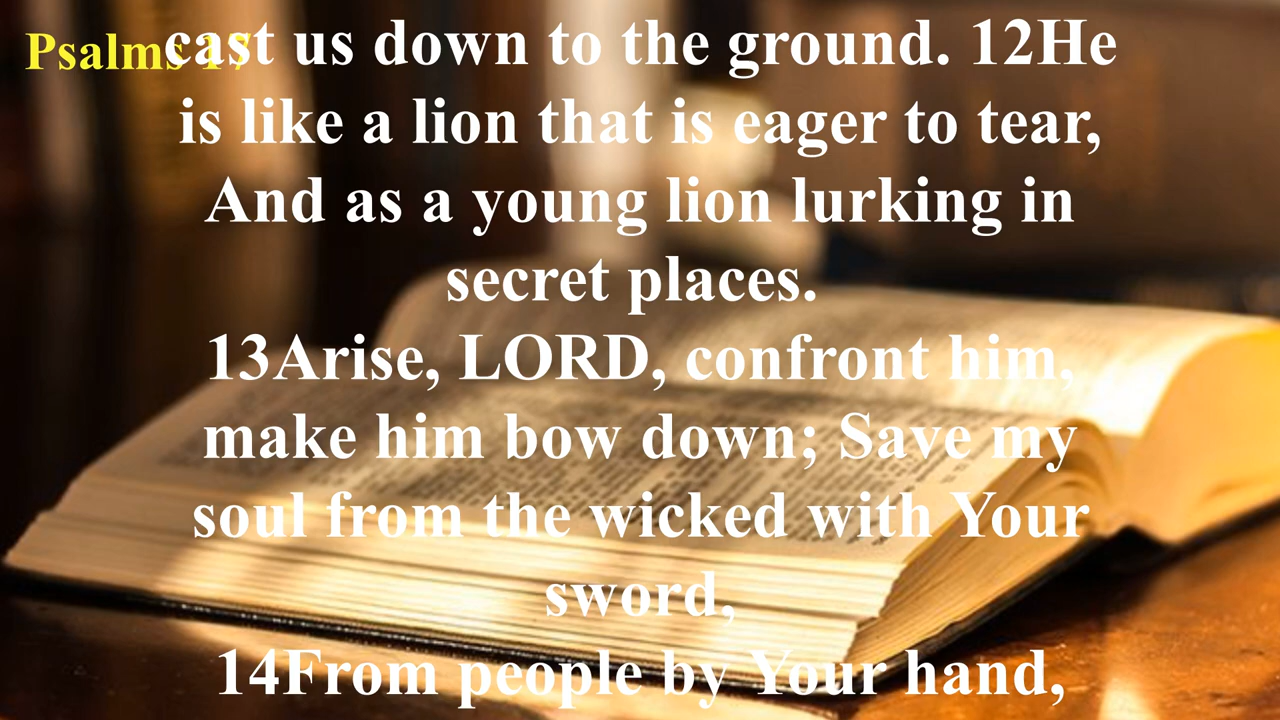 Psalms 17
cast us down to the ground. 12He
is like a lion that is eager to tear,
And as a young lion lurking in
secret places.
13Arise, LORD, confront him,
make him bow down; Save my
soul from the wicked with Your
sword,
14From people by Your hand,